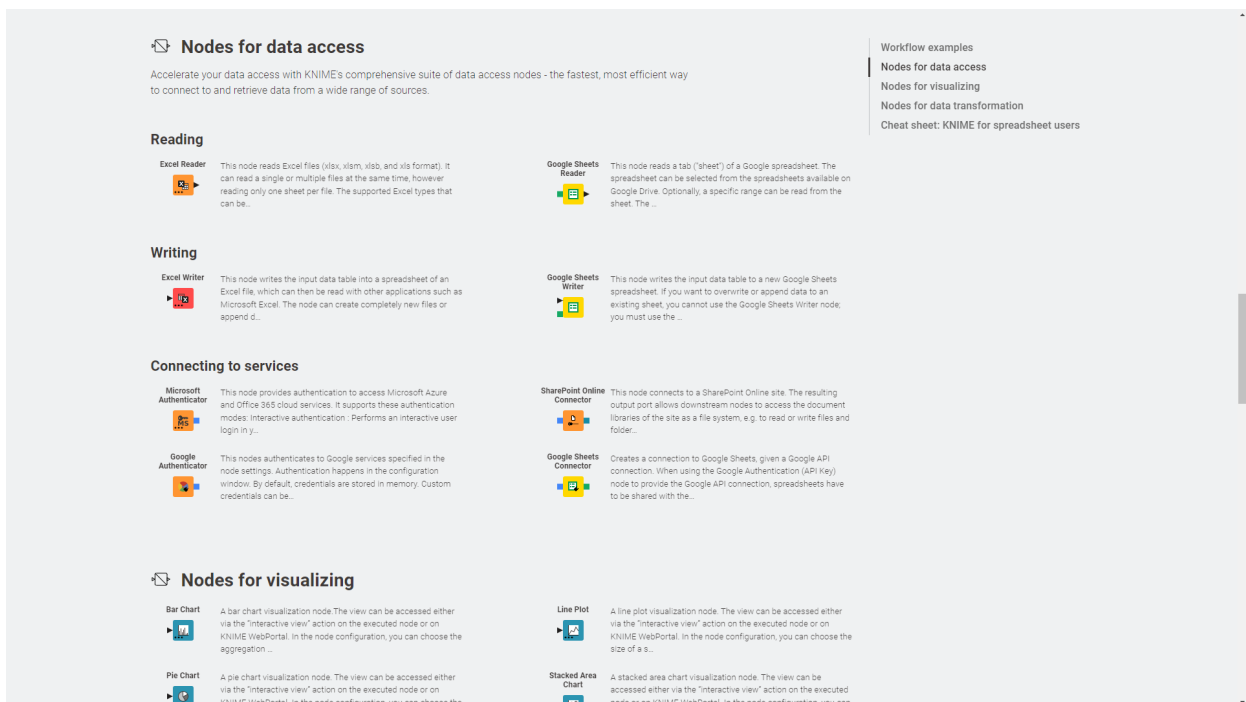 Nodes for data access
Accelerate your data access with KNIME's comprehensive suite of data access nodes - the fastest, most efficient way
to connect to and retrieve data from a wide range of sources.
Workflow examples
Nodes for data access
Nodes for visualizing
Nodes for data transformation
Cheat sheet: KNIME for spreadsheet users
Reading
Excel Reader
This node reads Excel files (xlsx, xlsm, xlsb, and xls format). It
can read a single or multiple files at the same time, however
reading only one sheet per file. The supported Excel types that
can be...
Google Sheets
Reader
This node reads a tab ("sheet") of a Google spreadsheet. The
spreadsheet can be selected from the spreadsheets available on
Google Drive. Optionally, a specific range can be read from the
sheet. The ...
Writing
Excel Writer
This node writes the input data table into a spreadsheet of an
Excel file, which can then be read with other applications such as
Microsoft Excel. The node can create completely new files or
append d...
Google Sheets
Writer
This node writes the input data table to a new Google Sheets
spreadsheet. If you want to overwrite or append data to an
existing sheet, you cannot use the Google Sheets Writer node;
you must use the ...
Connecting to services
Microsoft
Authenticator
MS
This node provides authentication to access Microsoft Azure
and Office 365 cloud services. It supports these authentication
modes: Interactive authentication : Performs an interactive user
login in y...
SharePoint Online
Connector
This node connects to a SharePoint Online site. The resulting
output port allows downstream nodes to access the document
libraries of the site as a file system, e.g. to read or write files and
folder...
Google
Authenticator
This nodes authenticates to Google services specified in the
node settings. Authentication happens in the configuration
window. By default, credentials are stored in memory. Custom
credentials can be...
Google Sheets
Connector
Creates a connection to Google Sheets, given a Google API
connection. When using the Google Authentication (API Key)
node to provide the Google API connection, spreadsheets have
to be shared with the...
Nodes for visualizing
Bar Chart
A bar chart visualization node.The view can be accessed either
via the "interactive view" action on the executed node or on
KNIME WebPortal. In the node configuration, you can choose the
aggregation ...
Line Plot
A line plot visualization node. The view can be accessed either
via the "interactive view" action on the executed node or on
KNIME WebPortal. In the node configuration, you can choose the
size of a s...
Pie Chart
A pie chart visualization node. The view can be accessed either
via the "interactive view" action on the executed node or on
KNIME WebPortal. In the node configuration, you can choose the
Stacked Area
Chart
A stacked area chart visualization node. The view can be
accessed either via the "interactive view" action on the executed
node or on KNIME WebPortal. In the node configuration, you can